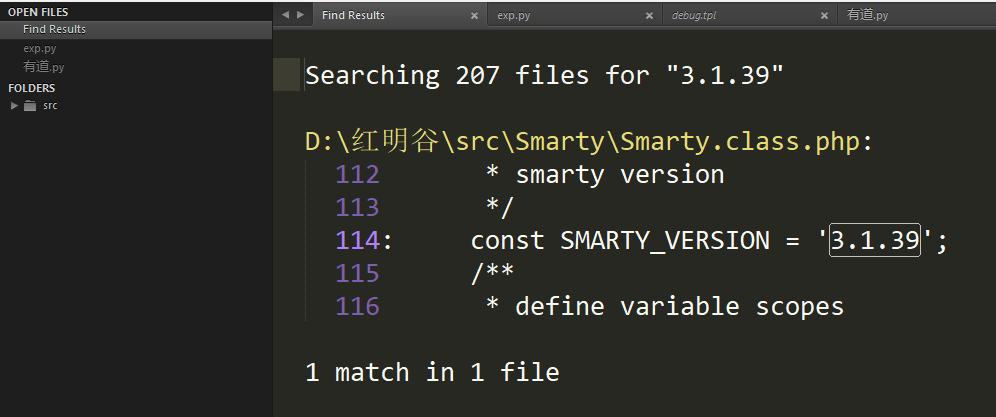 OPEN FILES
Find Results
exp.py
有道.py
FOLDERS
src
Find Results
exp.py
debug.tpl
有道.py
Searching 207 files for "3.1.39"
D:\红明谷\src\Smarty\Smarty.class.php:
112 * smarty version
113 */
114: const SMARTY_VERSION = '3.1.39';
115 /**
116 * define variable scopes
1 match in 1 file